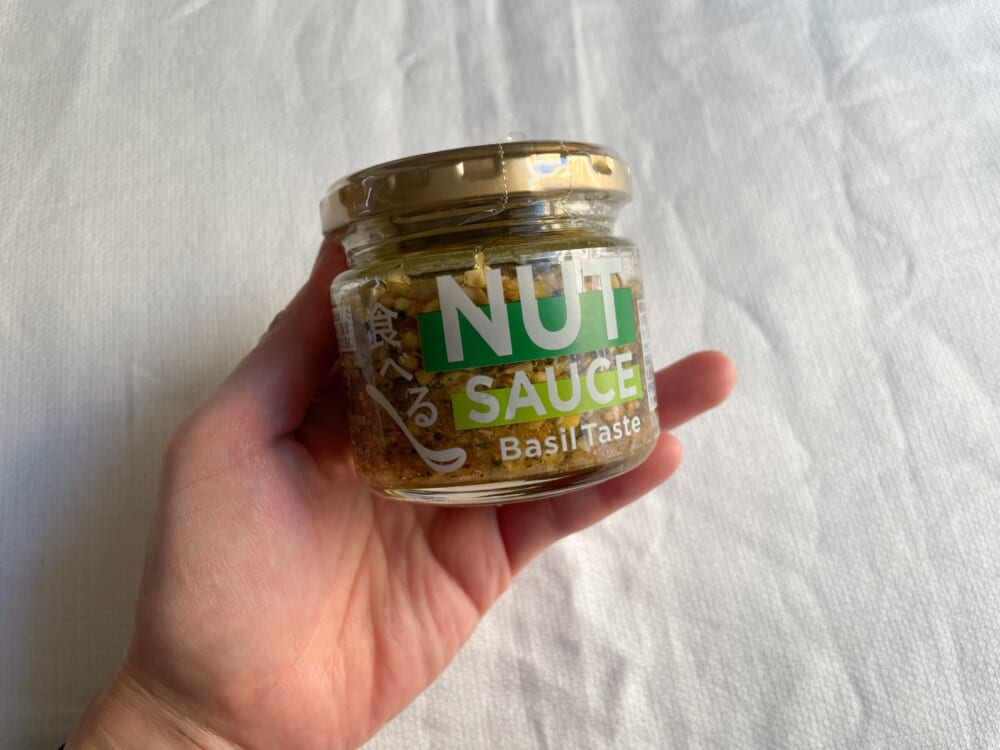 食べる
NUT
SAUCE
Basil Taste